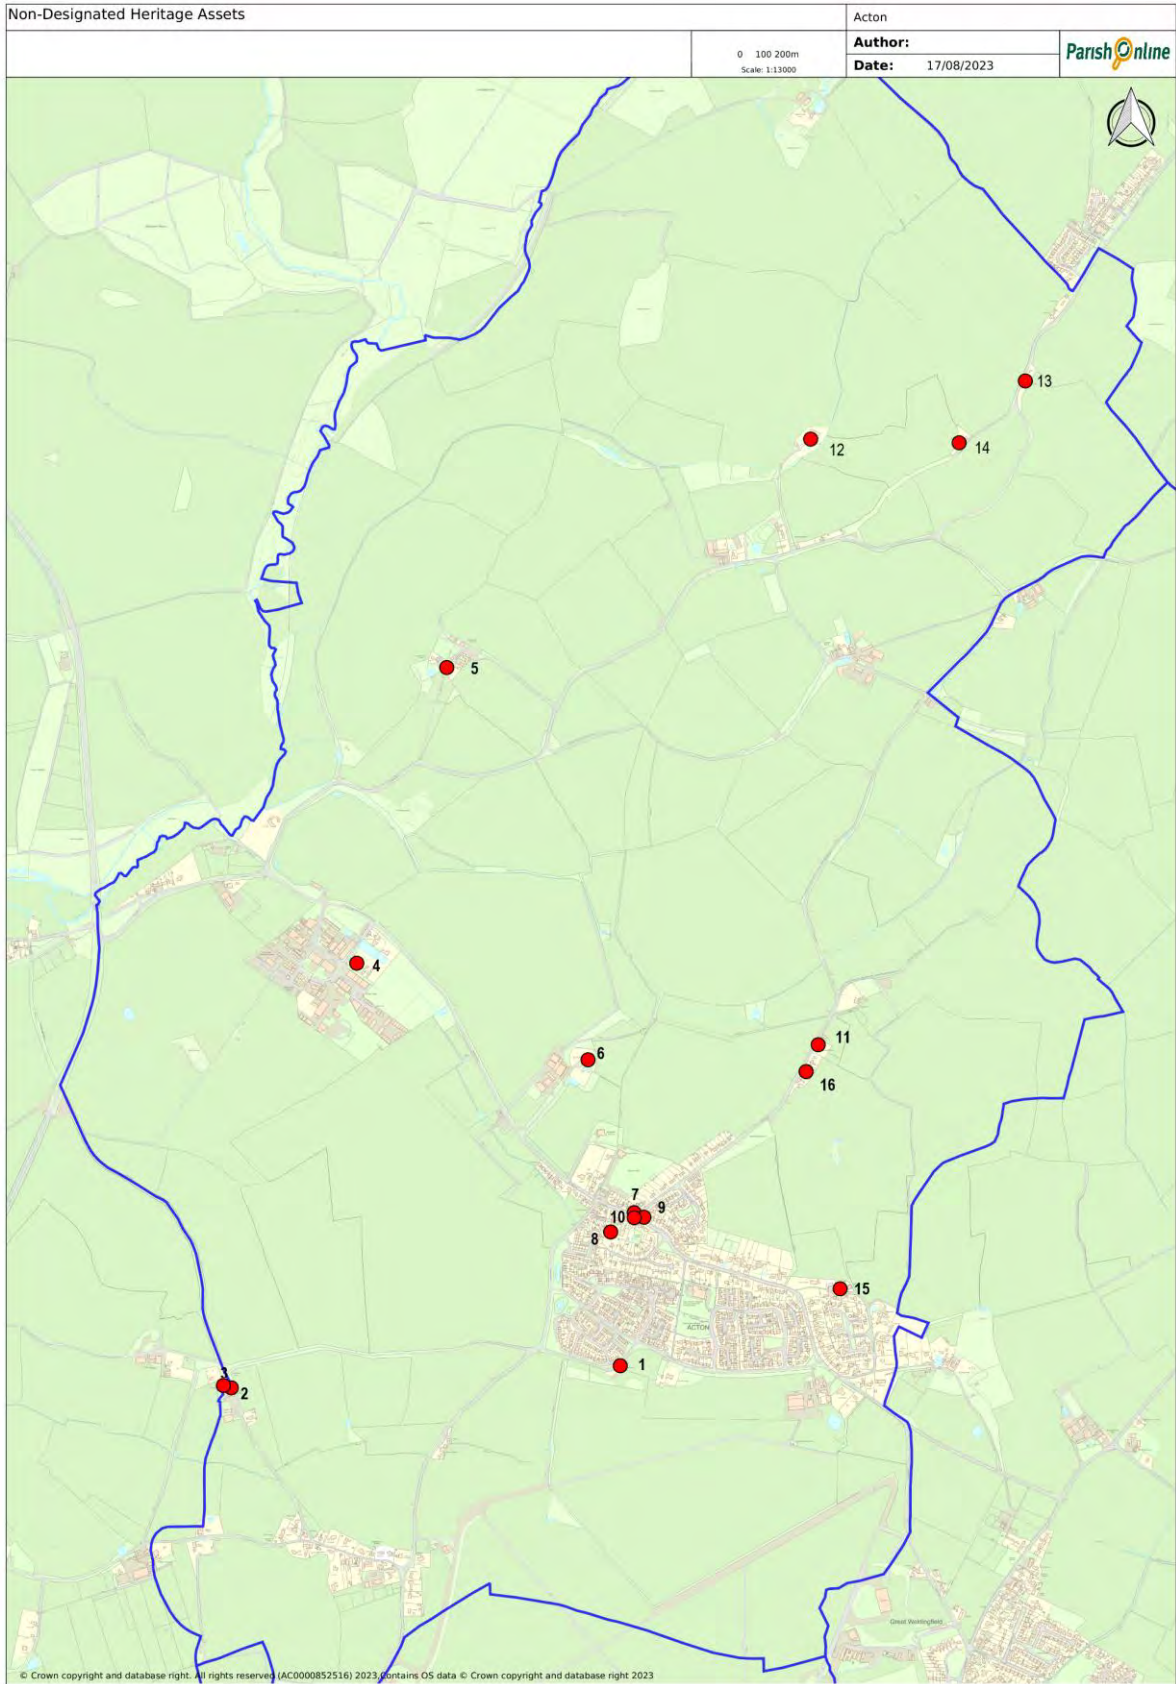 Non-Designated Heritage Assets
Acton
0 100 200m
Scale: 1:13000
Author:
Date: 17/08/2023
Parish Online
13
12
14
5
4
11
6
16
7
10
9
8
15
ACTON
1
3
2
Great Waldingfield
© Crown copyright and database right. All rights reserved (AC0000852516) 2023,Contains OS data © Crown copyright and database right 2023